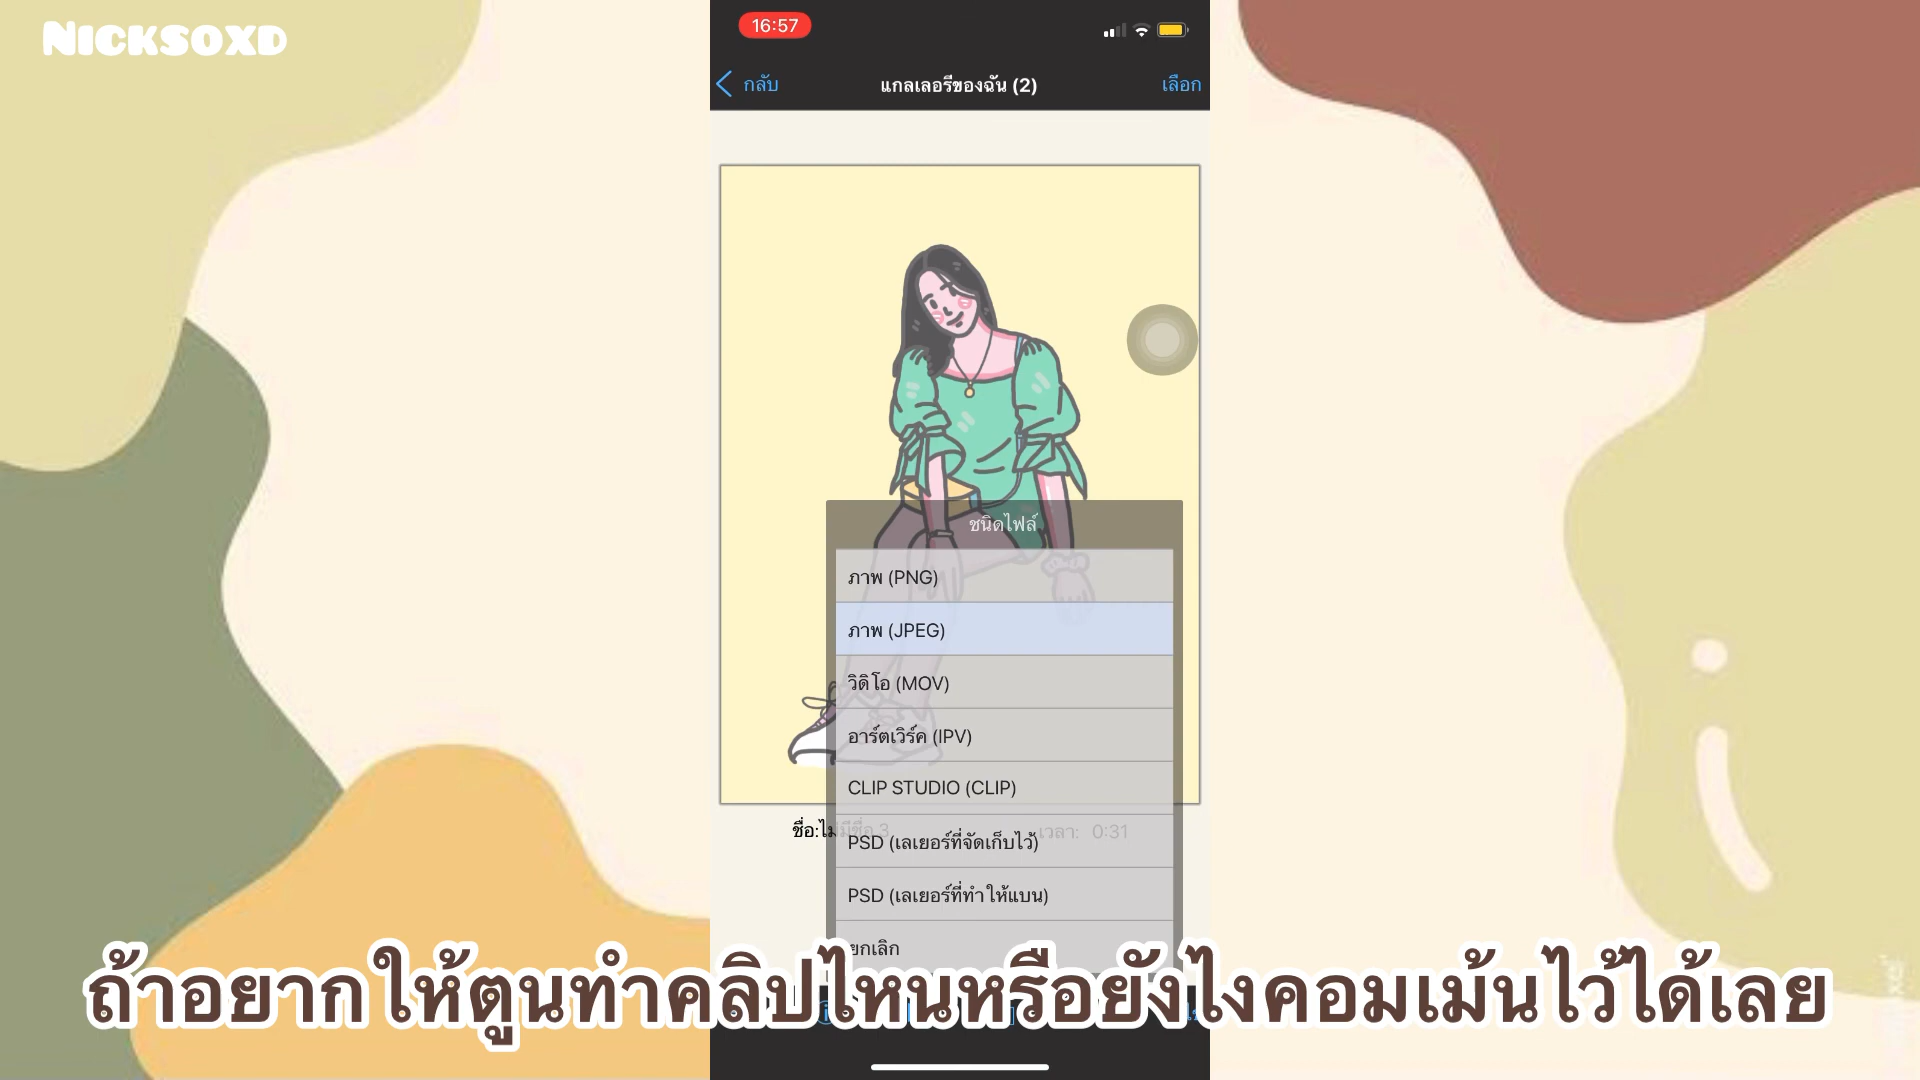 NICKSOXD
16:57
กลับ
แกลเลอรีของฉัน (2)
เลือก
ชนิดไฟล์
ภาพ (PNG)
ภาพ (JPEG)
วิดิโอ (MOV)
อาร์ตเวิร์ค (IPV)
CLIP STUDIO (CLIP)
ชื่อ:ไม่มีชื่อ 3
เวลา: 0:31
PSD (เลเยอร์ที่จัดเก็บไว้)
PSD (เลเยอร์ที่ทำให้แบน)
ยกเลิก
ถ้าอยากให้ตูนทำคลิปไหนหรือยังไงคอมเม้นไว้ได้เลย